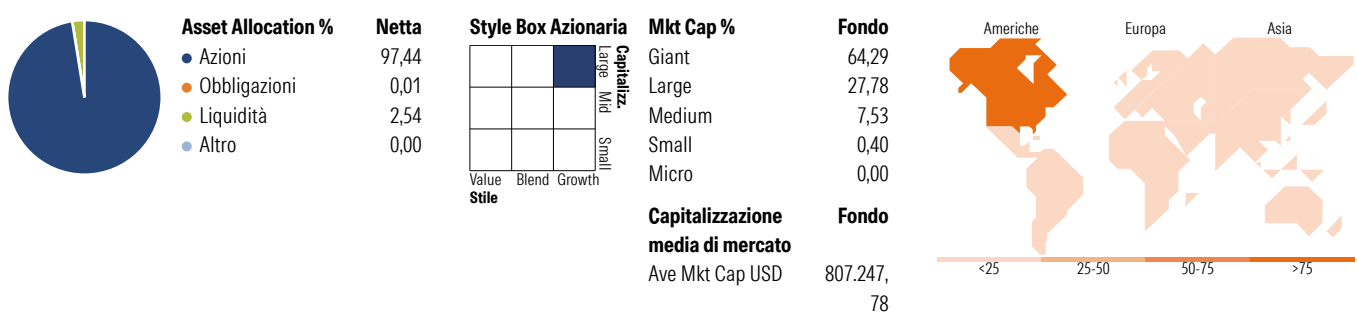 Asset Allocation % Netta
Azioni 97,44
Obbligazioni 0,01
Liquidità 2,54
Altro 0,00
Style Box Azionaria
Large Mid Small
Capitalizz.
Value Blend Growth
Stile
Mkt Cap % Fondo
Giant 64,29
Large 27,78
Medium 7,53
Small 0,40
Micro 0,00
Capitalizzazione Fondo
media di mercato
Ave Mkt Cap USD 807.247,
78
Americhe Europa Asia
<25 25-50 50-75 >75